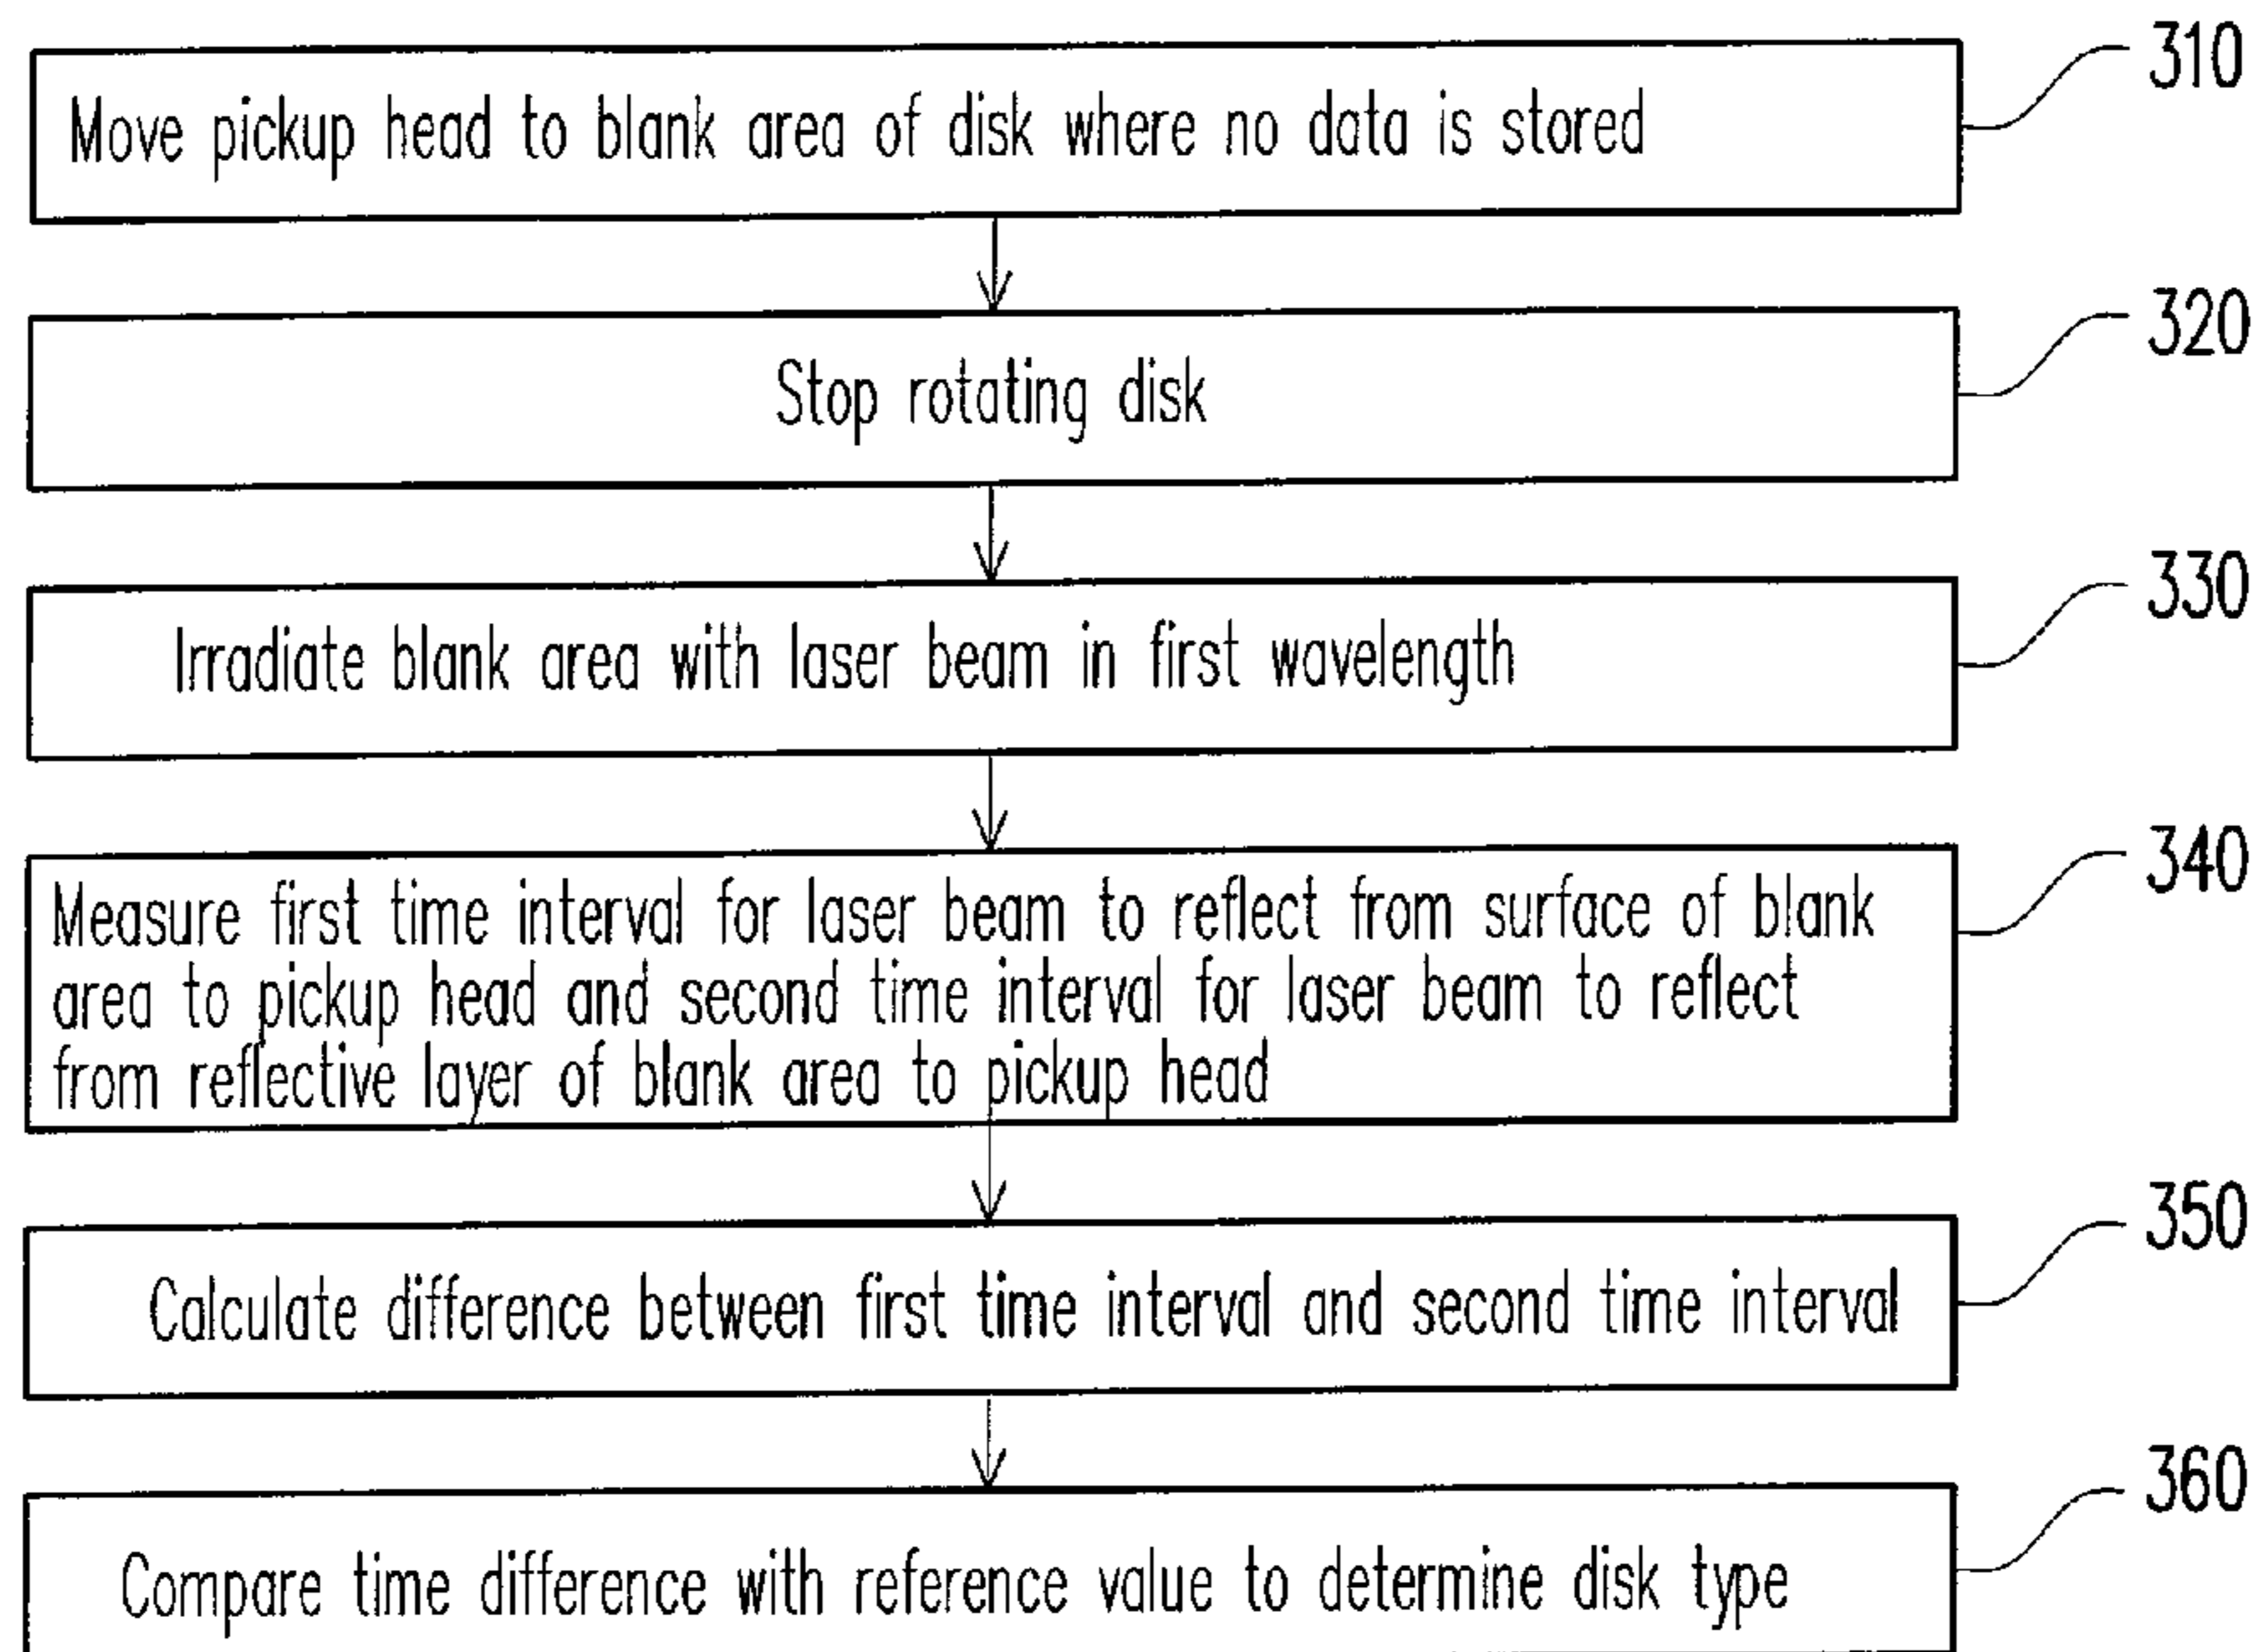 310
Move pickup head to blank area of disk where no data is stored
320
Stop rotating disk
330
Irradiate blank area with laser beam in first wavelength
340
Measure first time interval for laser beam to reflect from surface of blank
area to pickup head and second time interval for laser beam to reflect
from reflective layer of blank area to pickup head
350
Calculate difference between first time interval and second time interval
360
Compare time difference with reference value to determine disk type